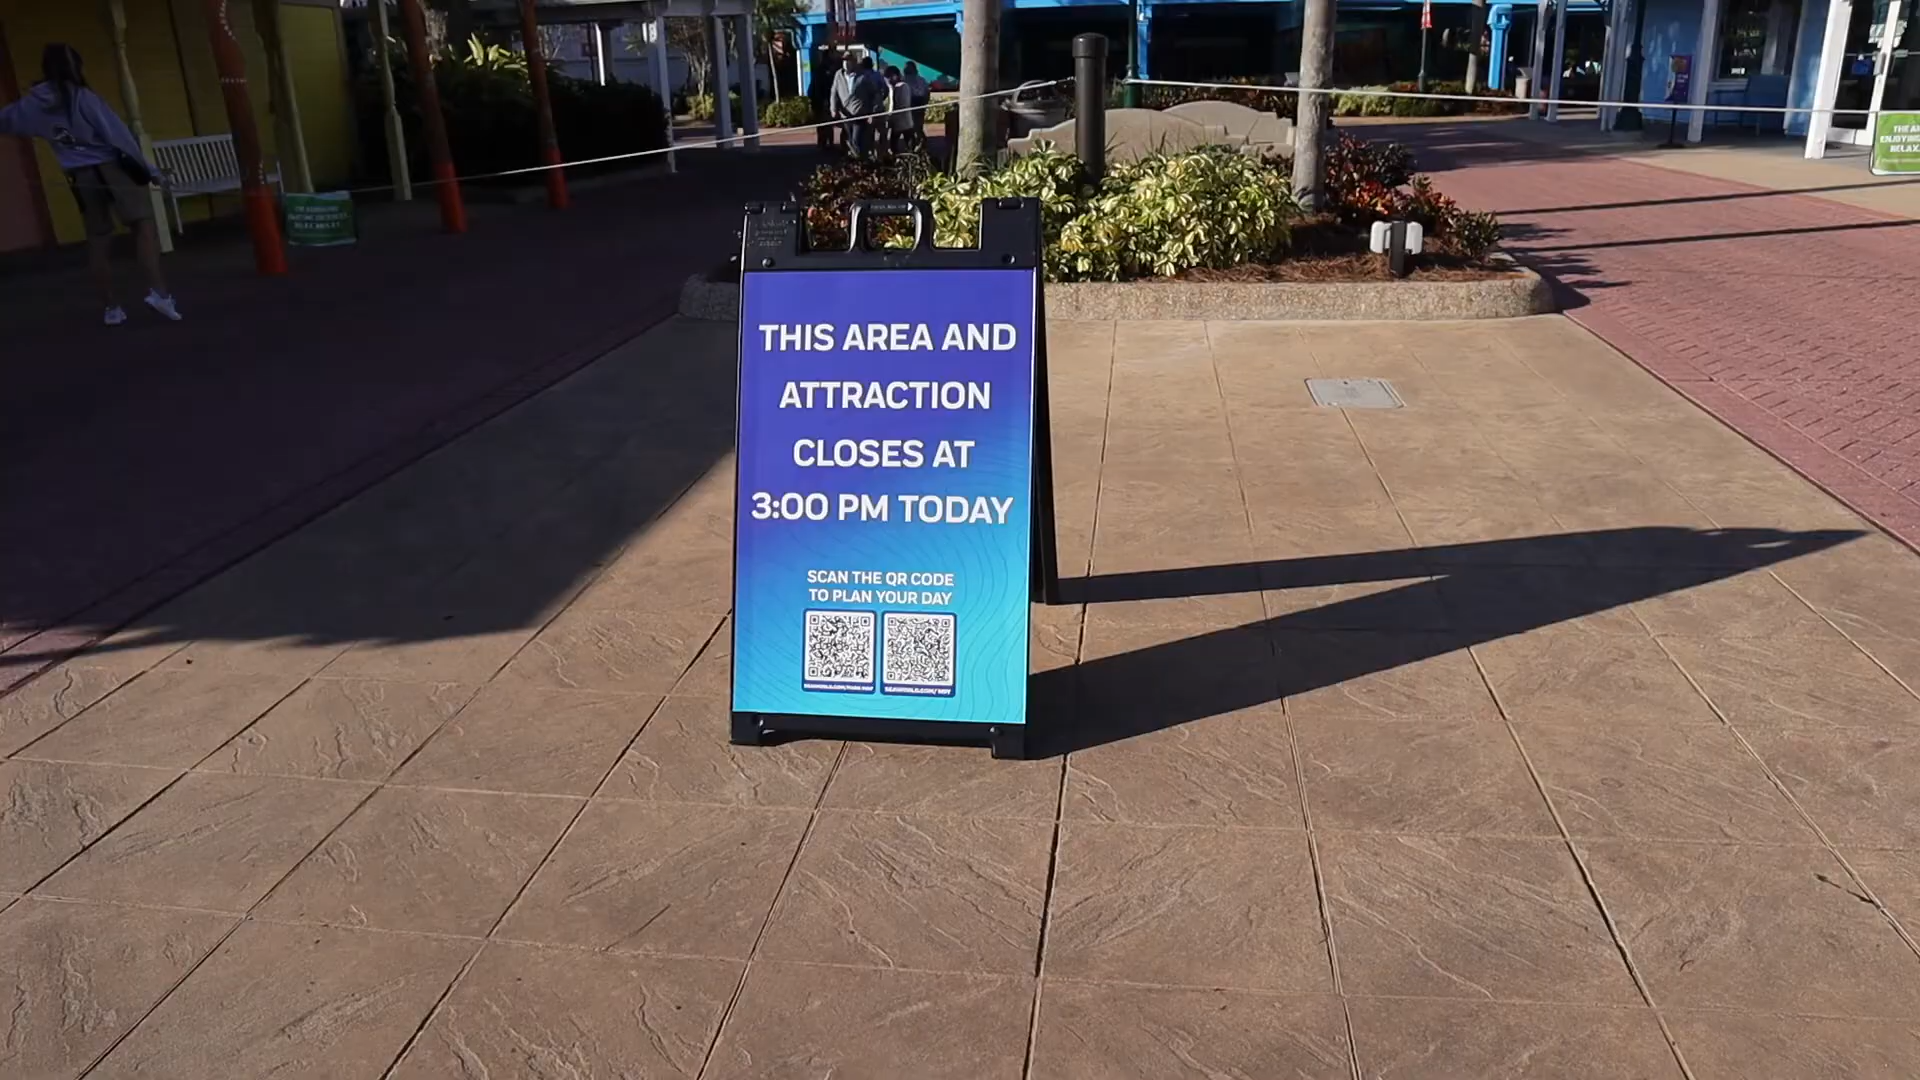 THIS AREA AND
ATTRACTION
CLOSES AT
3:00 PM TODAY
SCAN THE QR CODE
TO PLAN YOUR DAY